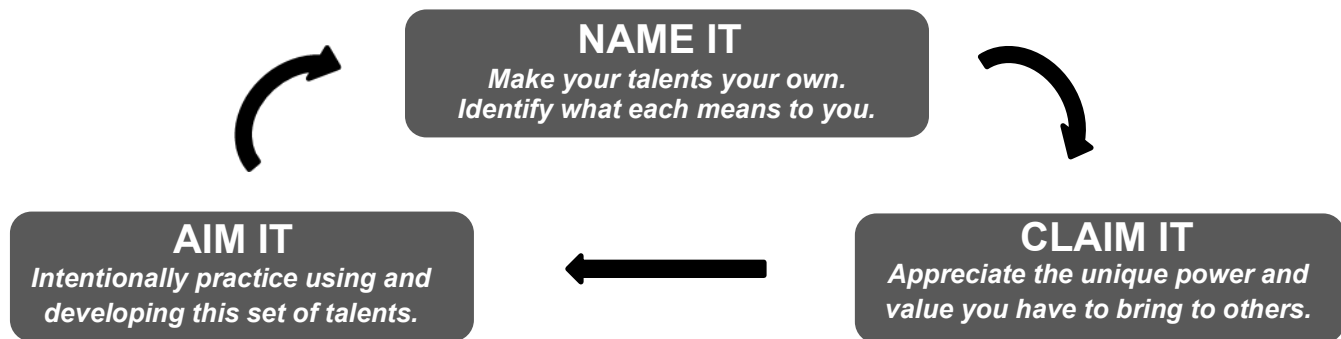 NAME IT
Make your talents your own.
Identify what each means to you.
AIM IT
Intentionally practice using and
developing this set of talents.
CLAIM IT
Appreciate the unique power and
value you have to bring to others.